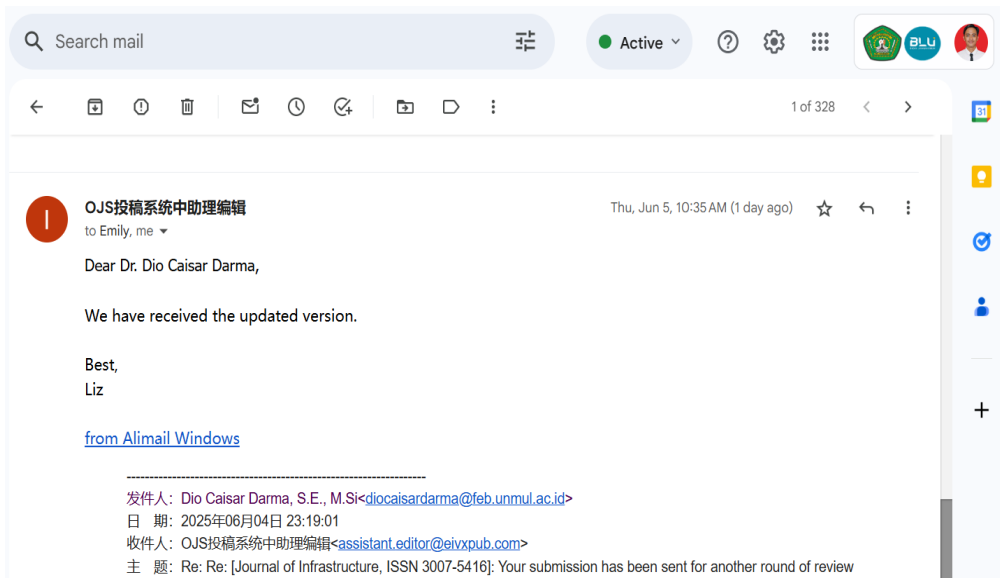 Search mail
Active
BLU
1 of 328
31
I
OJS投稿系统中助理编辑
Thu, Jun 5, 10:35 AM (1 day ago)
to Emily, me
Dear Dr. Dio Caisar Darma,
We have received the updated version.
Best,
Liz
from Alimail Windows
------------------------------------------------------------------
发件人：Dio Caisar Darma, S.E., M.Si<diocaisardarma@feb.unmul.ac.id>
日　期：2025年06月04日 23:19:01
收件人：OJS投稿系统中助理编辑<assistant.editor@eivxpub.com>
主　题：Re: Re: [Journal of Infrastructure, ISSN 3007-5416]: Your submission has been sent for another round of review